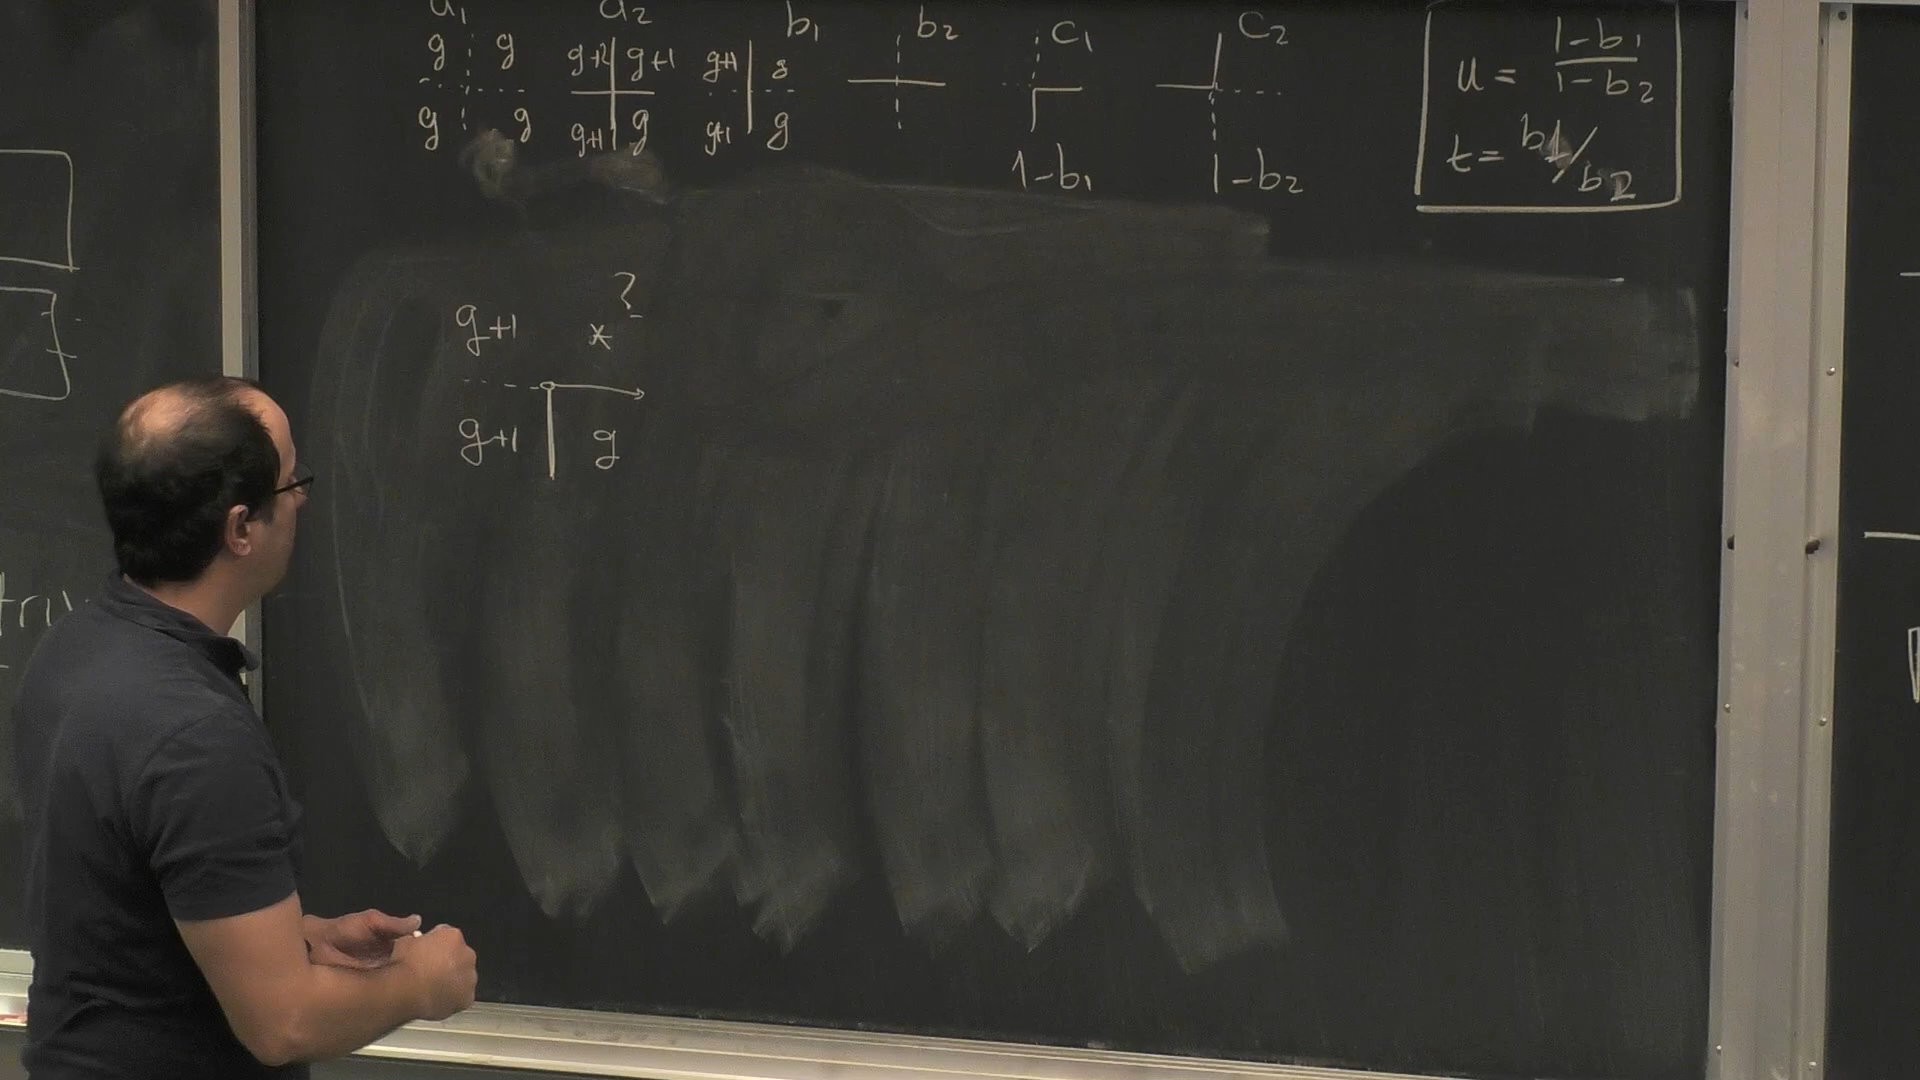 a1 a2 b1 b2 c1 c2
g g g+2 g+1 g+1 g
g g g+1 g g+1 g
1-b1 1-b2
u = 1-b1 / 1-b2
t = b1/b2
g+1 * ?
g+1 g